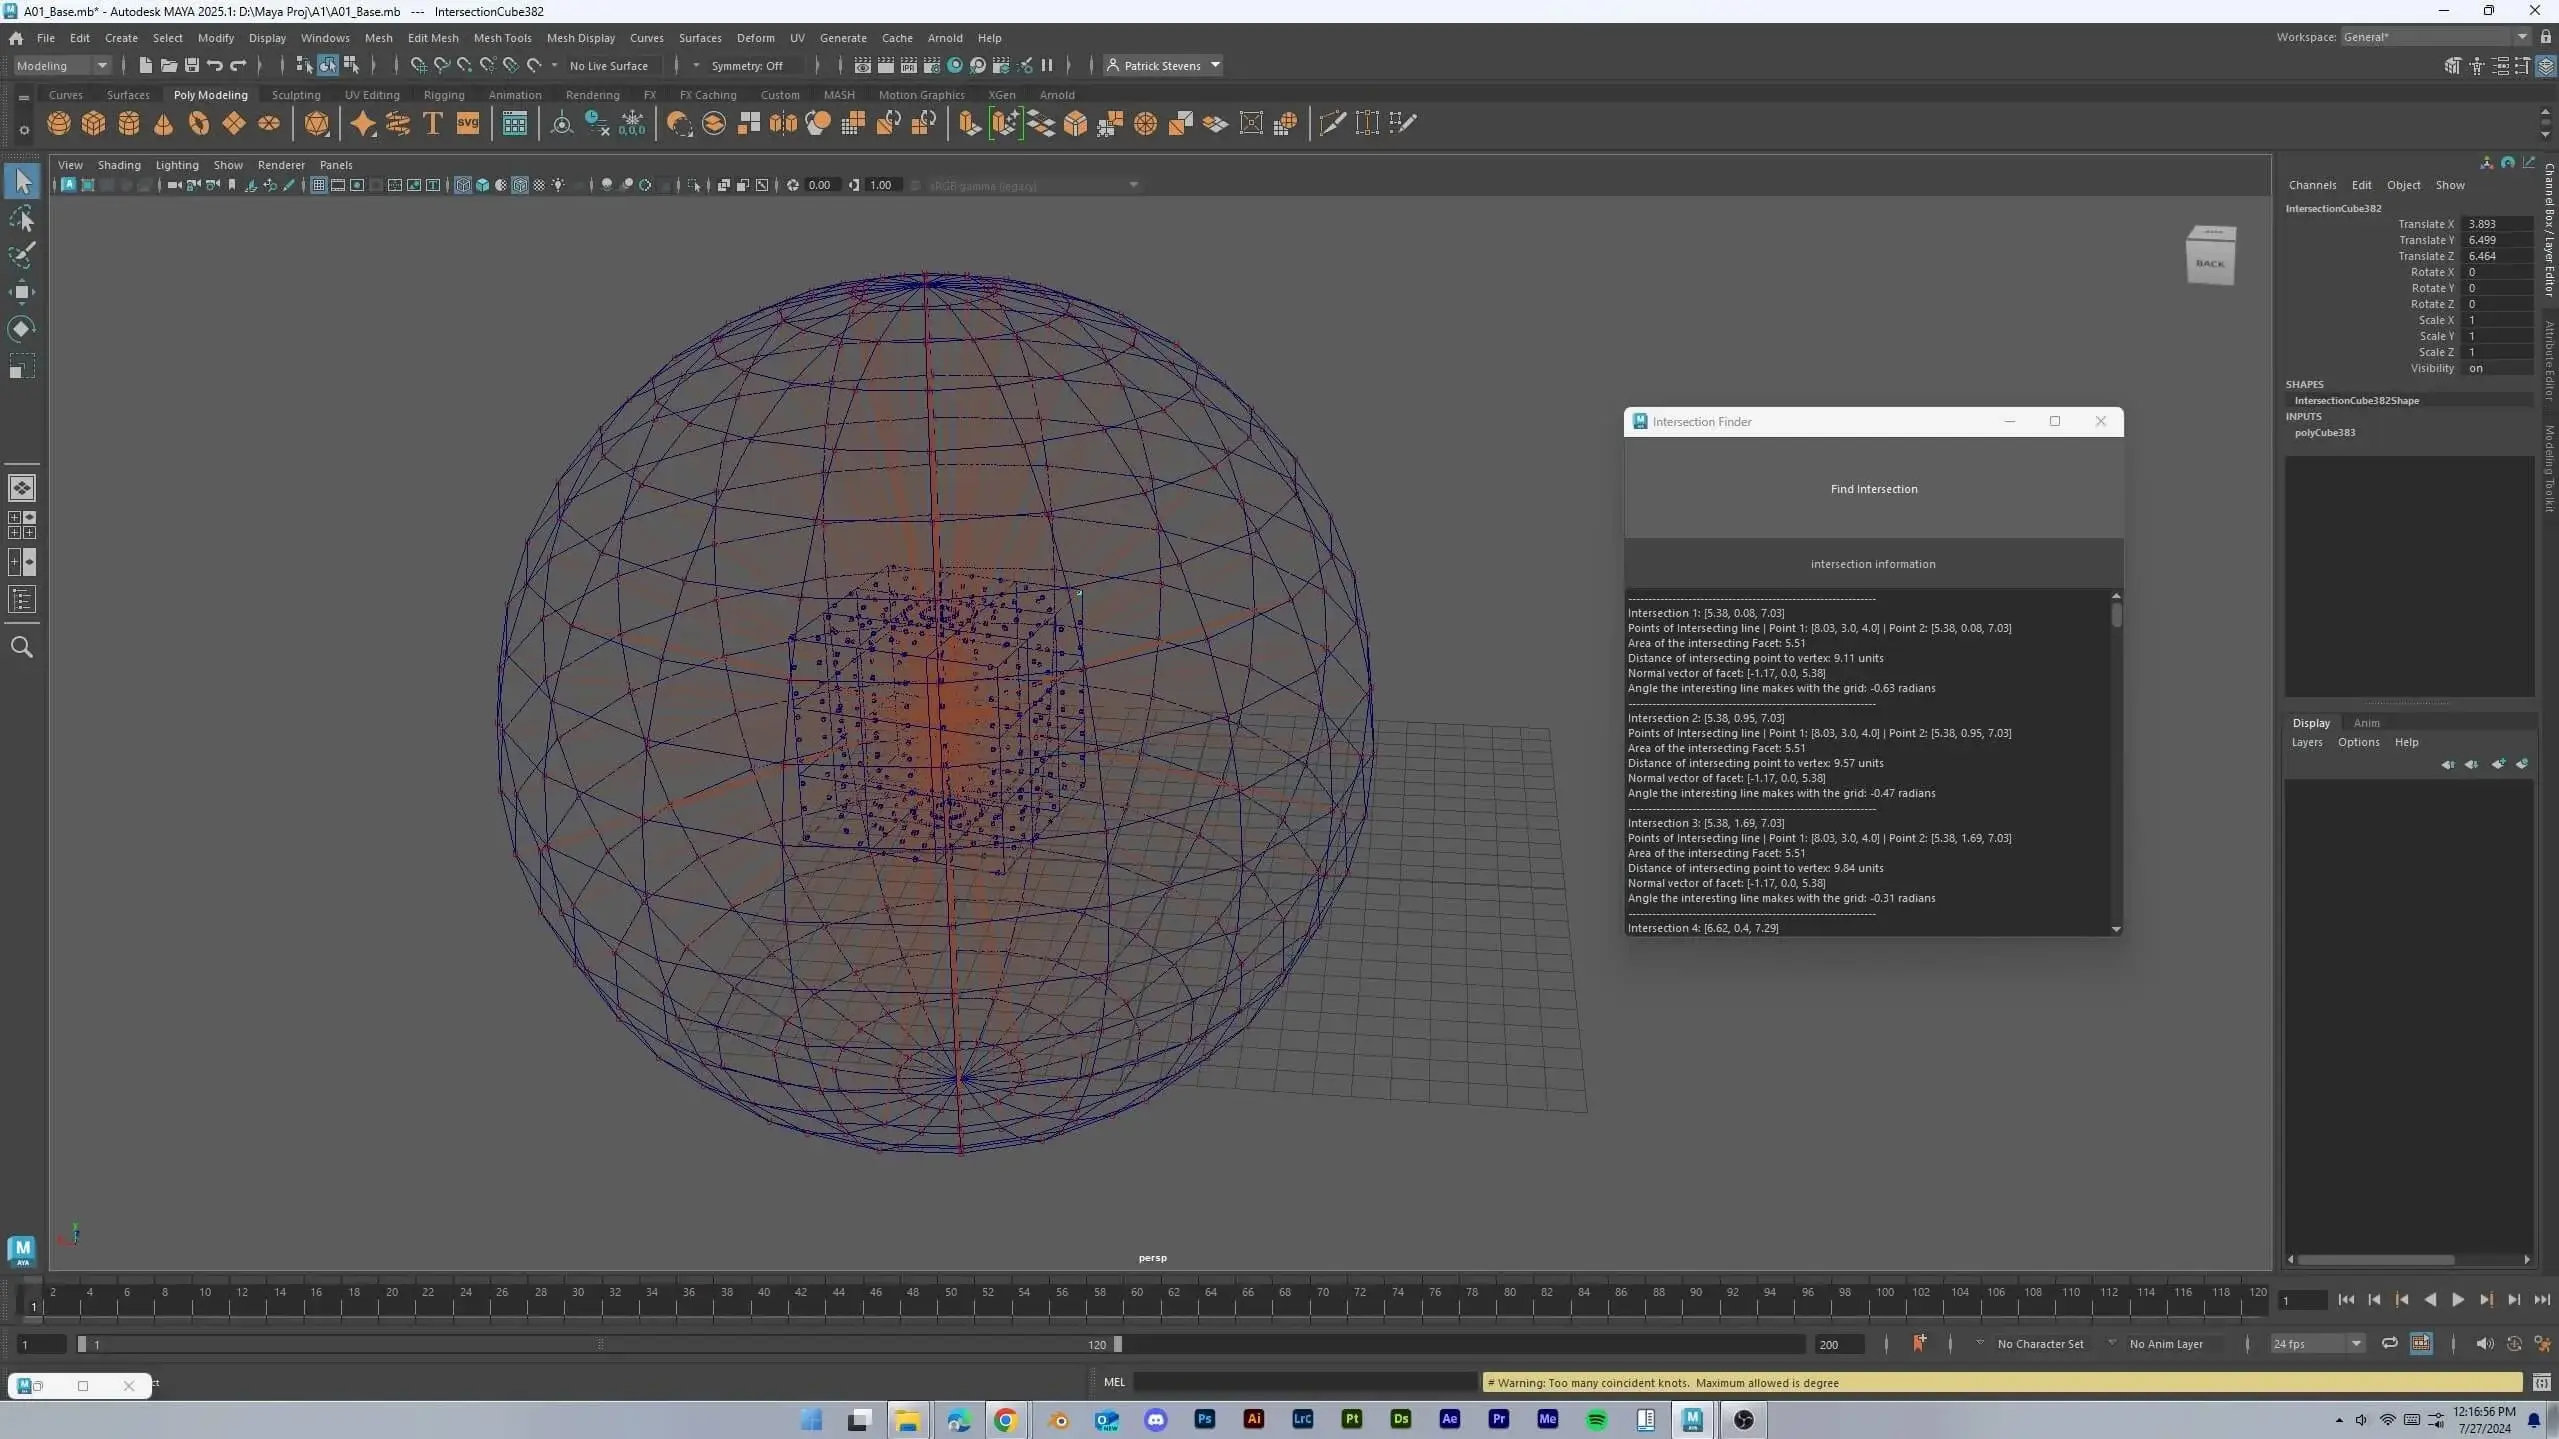 A01_Base.mb* - Autodesk MAYA 2025.1: D:\Maya Proj\A1\A01_Base.mb --- IntersectionCube382
File Edit Create Select Modify Display Windows Mesh Edit Mesh Mesh Tools Mesh Display Curves Surfaces Deform UV Generate Cache Arnold Help
Workspace: General*
Modeling No Live Surface Symmetry: Off Patrick Stevens
Curves Surfaces Poly Modeling Sculpting UV Editing Rigging Animation Rendering FX FX Caching Custom MASH Motion Graphics XGen Arnold
View Shading Lighting Show Renderer Panels
0.00 1.00 sRGB gamma (legacy)
BACK
Channels Edit Object Show
IntersectionCube382
Translate X 3.893
Translate Y 6.499
Translate Z 6.464
Rotate X 0
Rotate Y 0
Rotate Z 0
Scale X 1
Scale Y 1
Scale Z 1
Visibility on
SHAPES
IntersectionCube382Shape
INPUTS
polyCube383
Channel Box / Layer Editor
Attribute Editor
Modeling Toolkit
Intersection Finder
Find Intersection
intersection information
--------------------------------------------------------------
Intersection 1: [5.38, 0.08, 7.03]
Points of Intersecting line | Point 1: [8.03, 3.0, 4.0] | Point 2: [5.38, 0.08, 7.03]
Area of the intersecting Facet: 5.51
Distance of intersecting point to vertex: 9.11 units
Normal vector of facet: [-1.17, 0.0, 5.38]
Angle the interesting line makes with the grid: -0.63 radians
--------------------------------------------------------------
Intersection 2: [5.38, 0.95, 7.03]
Points of Intersecting line | Point 1: [8.03, 3.0, 4.0] | Point 2: [5.38, 0.95, 7.03]
Area of the intersecting Facet: 5.51
Distance of intersecting point to vertex: 9.57 units
Normal vector of facet: [-1.17, 0.0, 5.38]
Angle the interesting line makes with the grid: -0.47 radians
--------------------------------------------------------------
Intersection 3: [5.38, 1.69, 7.03]
Points of Intersecting line | Point 1: [8.03, 3.0, 4.0] | Point 2: [5.38, 1.69, 7.03]
Area of the intersecting Facet: 5.51
Distance of intersecting point to vertex: 9.84 units
Normal vector of facet: [-1.17, 0.0, 5.38]
Angle the interesting line makes with the grid: -0.31 radians
--------------------------------------------------------------
Intersection 4: [6.62, 0.4, 7.29]
Display Anim
Layers Options Help
persp
2 4 6 8 10 12 14 16 18 20 22 24 26 28 30 32 34 36 38 40 42 44 46 48 50 52 54 56 58 60 62 64 66 68 70 72 74 76 78 80 82 84 86 88 90 92 94 96 98 100 102 104 106 108 110 112 114 116 118 120
1 1
1 1 120 200 No Character Set No Anim Layer 24 fps
ct MEL # Warning: Too many coincident knots. Maximum allowed is degree
Ps Ai LrC Pt Ds Ae Pr Me
12:16:56 PM
7/27/2024